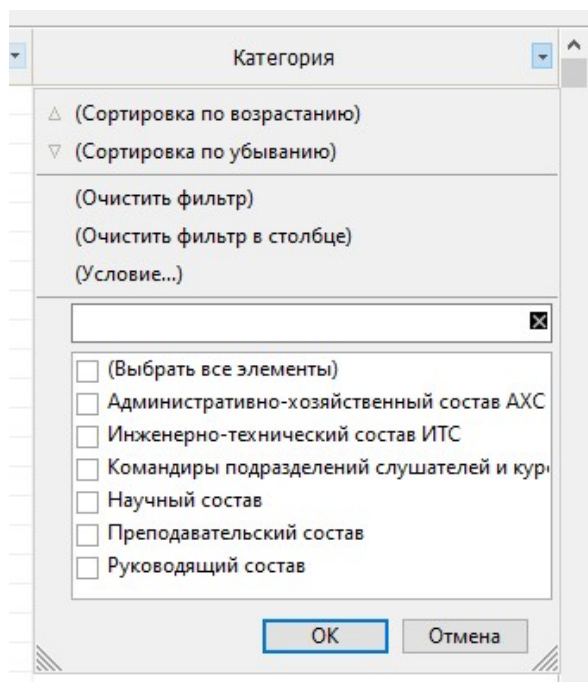 Категория
(Сортировка по возрастанию)
(Сортировка по убыванию)
(Очистить фильтр)
(Очистить фильтр в столбце)
(Условие...)
(Выбрать все элементы)
Административно-хозяйственный состав АХС
Инженерно-технический состав ИТС
Командиры подразделений слушателей и кур
Научный состав
Преподавательский состав
Руководящий состав
ОК Отмена